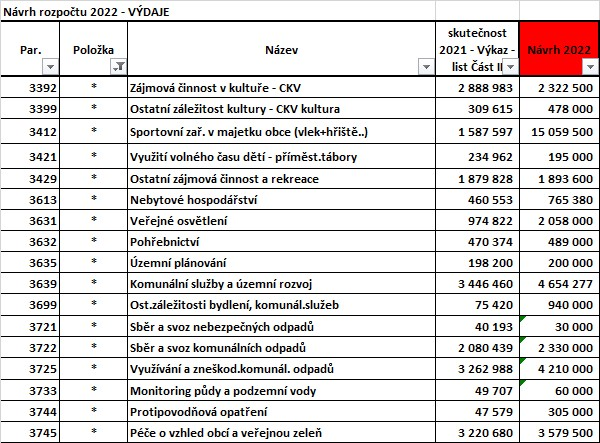 Návrh rozpočtu 2022 - VÝDAJE
Par. Položka Název skutečnost 2021 - Výkaz - list Část II Návrh 2022
3392 * Zájmová činnost v kultuře - CKV 2 888 983 2 322 500
3399 * Ostatní záležitost kultury - CKV kultura 309 615 478 000
3412 * Sportovní zař. v majetku obce (vlek+hřiště..) 1 587 597 15 059 500
3421 * Využití volného času dětí - příměst.tábory 234 962 195 000
3429 * Ostatní zájmová činnost a rekreace 1 879 828 1 893 600
3613 * Nebytové hospodářství 460 553 765 380
3631 * Veřejné osvětlení 974 822 2 058 000
3632 * Pohřebnictví 470 374 489 000
3635 * Územní plánování 198 200 200 000
3639 * Komunální služby a územní rozvoj 3 446 460 4 654 277
3699 * Ost.záležitosti bydlení, komunál.služeb 75 420 940 000
3721 * Sběr a svoz nebezpečných odpadů 40 193 30 000
3722 * Sběr a svoz komunálních odpadů 2 080 439 2 330 000
3725 * Využívání a zneškod.komunál. odpadů 3 262 988 4 210 000
3733 * Monitoring půdy a podzemní vody 49 707 60 000
3744 * Protipovodňová opatření 47 579 305 000
3745 * Péče o vzhled obcí a veřejnou zeleň 3 220 680 3 579 500